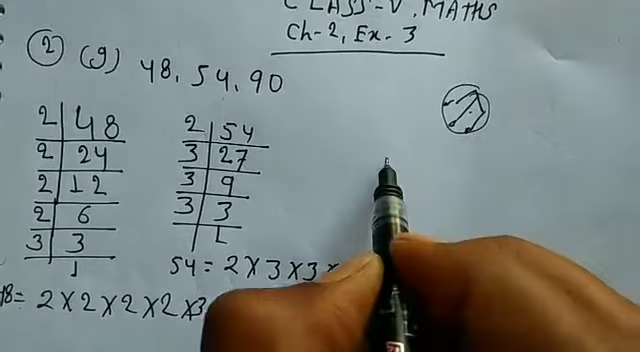 CLASS-V. MATHS
Ch-2, Ex-3
2 (g) 48, 54, 90
2 | 48
2 | 24
2 | 12
2 | 6
3 | 3
1
2 | 54
3 | 27
3 | 9
3 | 3
1
54 = 2 × 3 × 3 ×
48 = 2 × 2 × 2 × 2 × 3